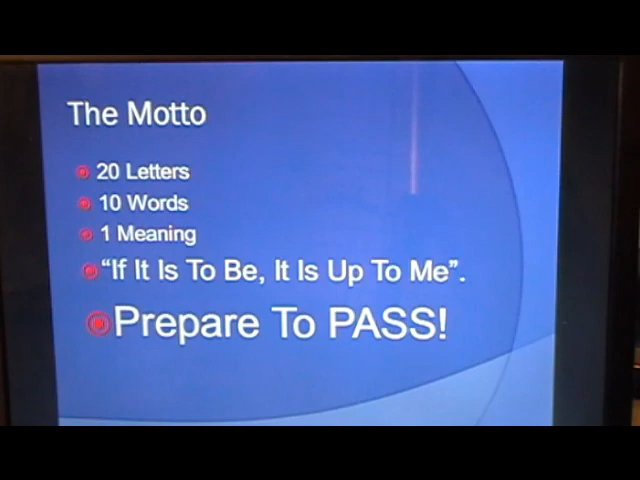 The Motto
20 Letters
10 Words
1 Meaning
“If It Is To Be, It Is Up To Me”.
Prepare To PASS!